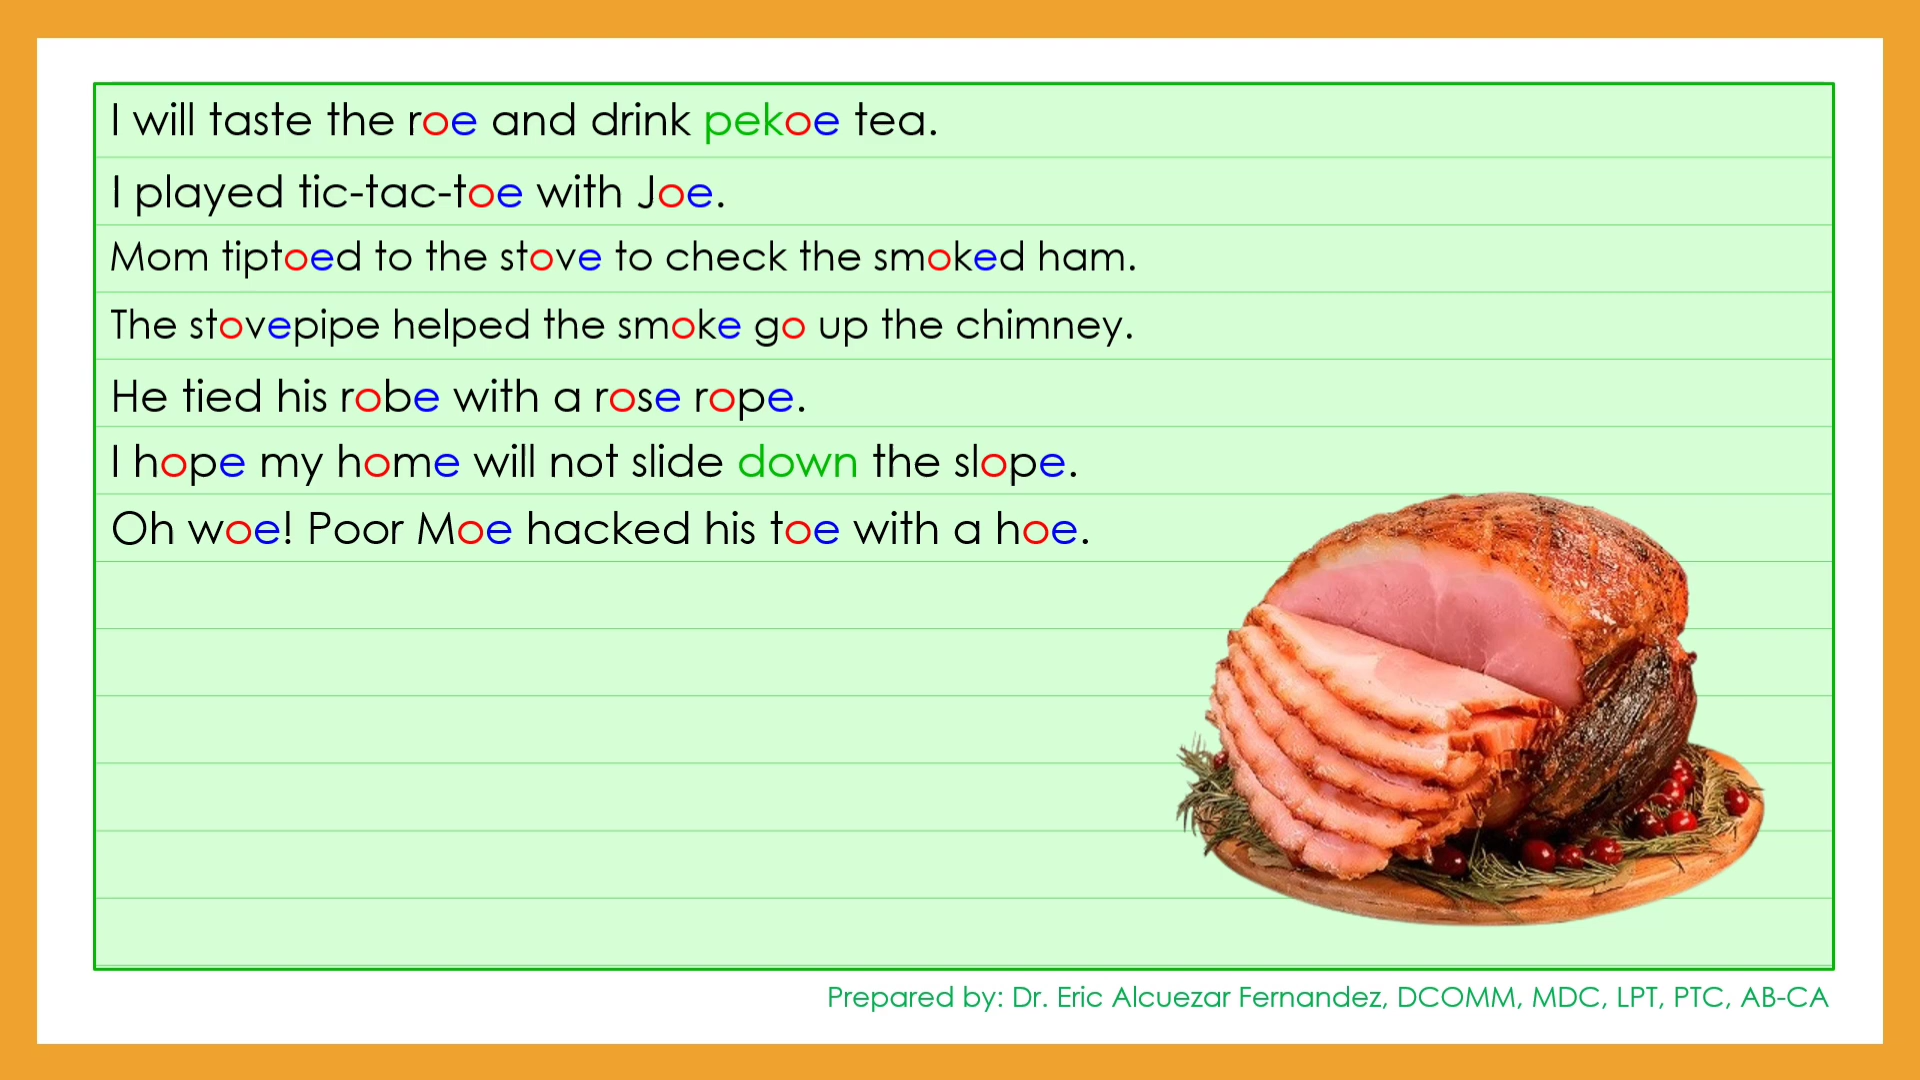 I will taste the roe and drink pekoe tea.
I played tic-tac-toe with Joe.
Mom tiptoed to the stove to check the smoked ham.
The stovepipe helped the smoke go up the chimney.
He tied his robe with a rose rope.
I hope my home will not slide down the slope.
Oh woe! Poor Moe hacked his toe with a hoe.
Prepared by: Dr. Eric Alcuezar Fernandez, DCOMM, MDC, LPT, PTC, AB-CA